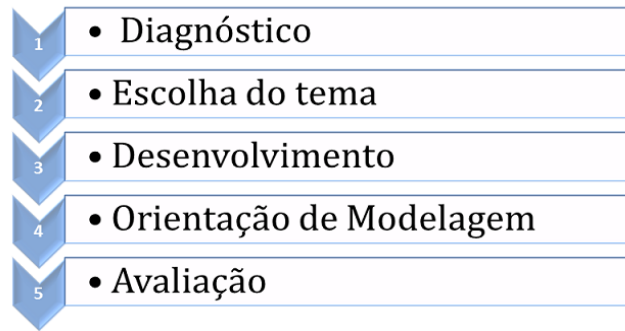 1 • Diagnóstico
2 • Escolha do tema
3 • Desenvolvimento
4 • Orientação de Modelagem
5 • Avaliação